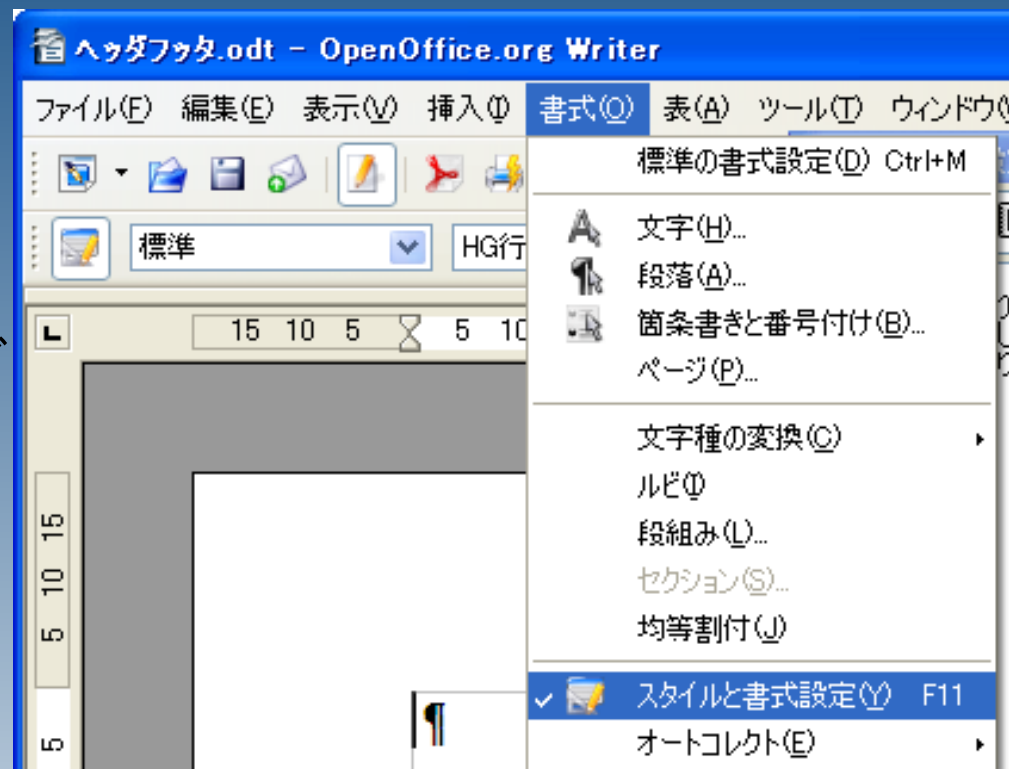 ヘッダフッタ.odt - OpenOffice.org Writer
ファイル(F) 編集(E) 表示(V) 挿入(I) 書式(O) 表(A) ツール(T) ウィンドウ(
標準の書式設定(D) Ctrl+M
標準 HG行
文字(H)...
段落(A)...
箇条書きと番号付け(B)...
15 10 5 5 10
ページ(P)...
文字種の変換(C)
ルビ(I)
段組み(L)...
セクション(S)...
均等割付(J)
スタイルと書式設定(Y) F11
オートコレクト(E)
15
10
5
5
¶